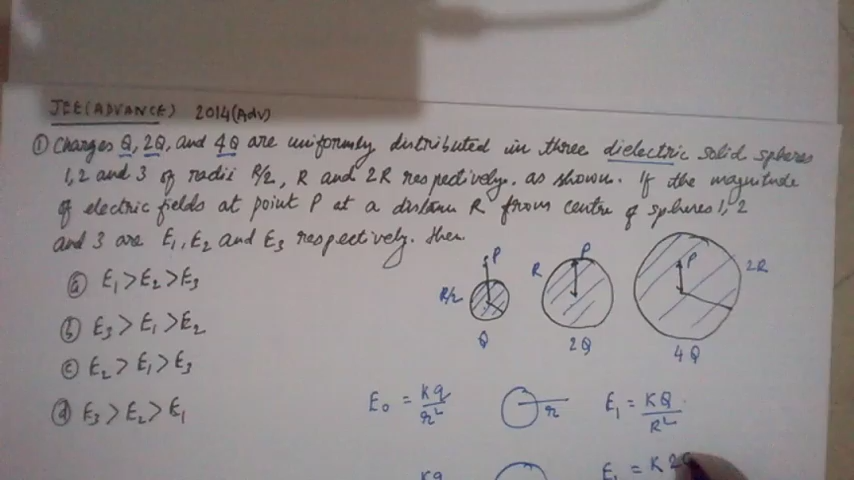 JEE(ADVANCE) 2014(Adv)
① Charges Q, 2Q, and 4Q are uniformly distributed in three dielectric solid spheres
1,2 and 3 of radii R/2, R and 2R respectively. as shown. If the magnitude
of electric fields at point P at a distance R from centre of spheres 1, 2
and 3 are E₁, E₂ and E₃ respectively. then
ⓐ E₁ > E₂ > E₃
ⓑ E₃ > E₁ > E₂
ⓒ E₂ > E₁ > E₃
ⓓ E₃ > E₂ > E₁
R/2 P Q
R P 2Q
P 2R 4Q
E₀ = Kq/r² r E₁ = KQ/R²
Kq E₁ = K 2Q